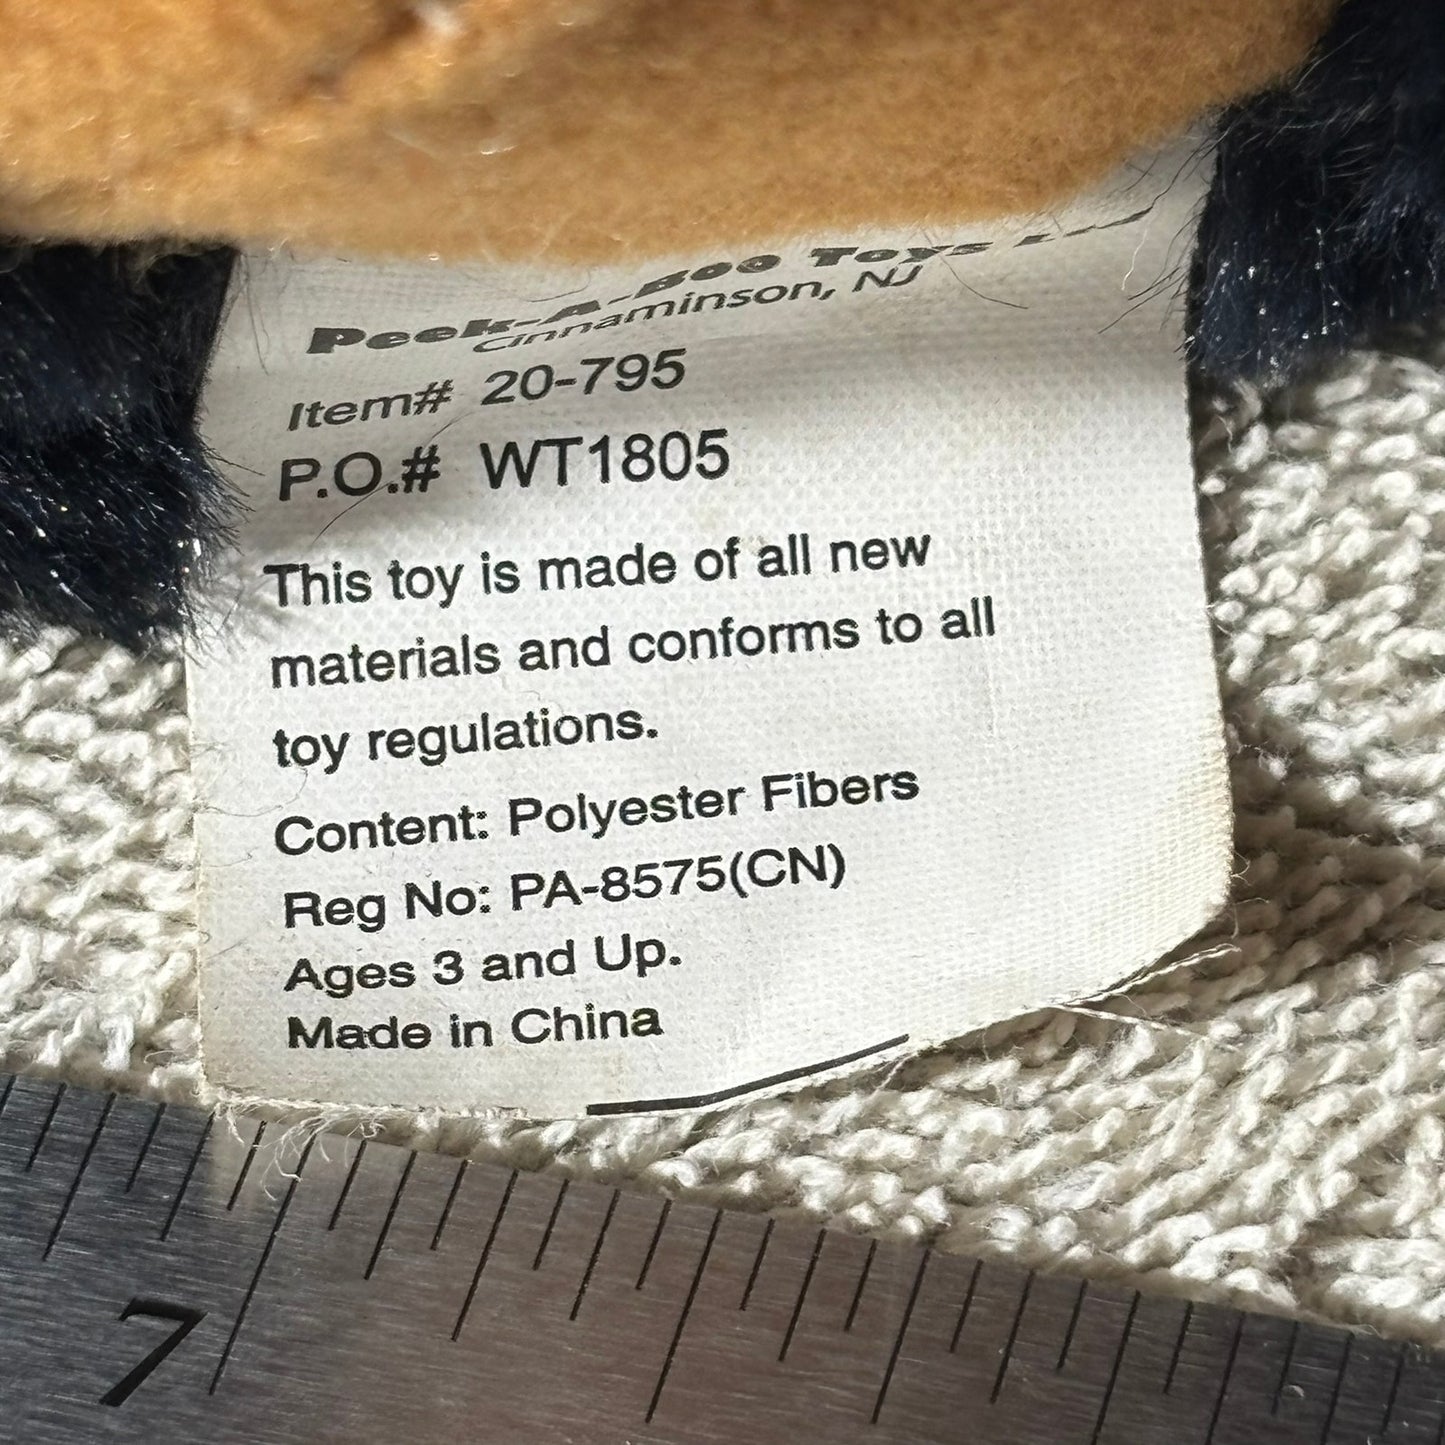 Peek-A-Boo Toys Ltd
Cinnaminson, NJ
Item# 20-795
P.O.# WT1805
This toy is made of all new
materials and conforms to all
toy regulations.
Content: Polyester Fibers
Reg No: PA-8575(CN)
Ages 3 and Up.
Made in China
7